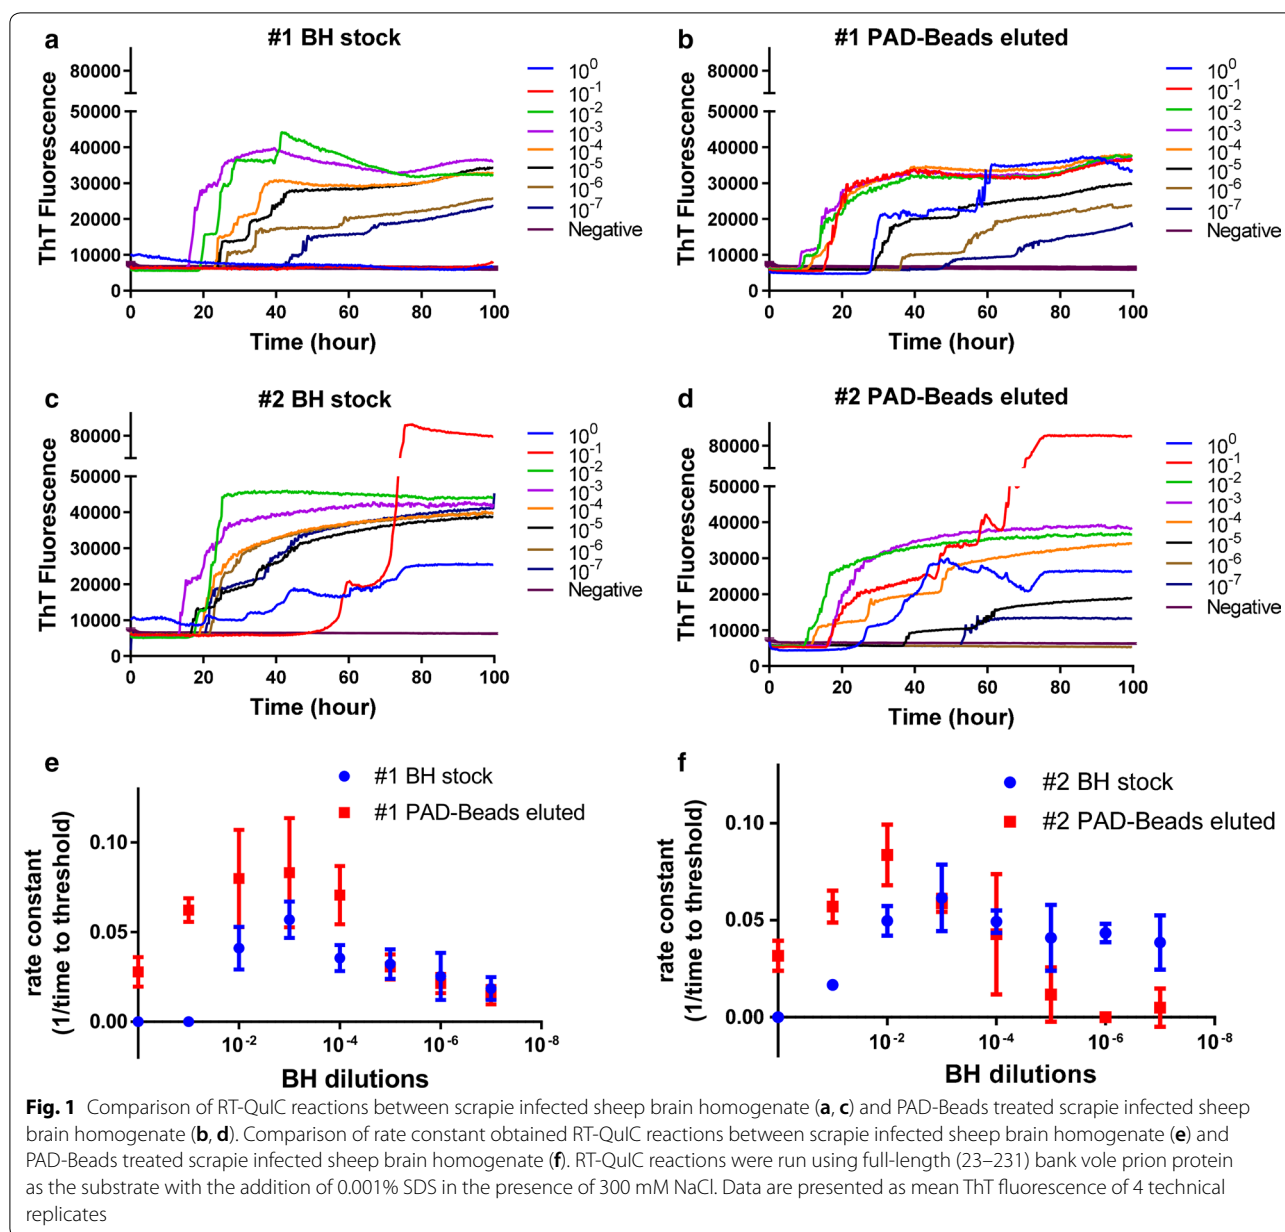 a
#1 BH stock
ThT Fluorescence
80000
50000
40000
30000
20000
10000
0
0 20 40 60 80 100
Time (hour)
10⁰
10⁻¹
10⁻²
10⁻³
10⁻⁴
10⁻⁵
10⁻⁶
10⁻⁷
Negative
b
#1 PAD-Beads eluted
ThT Fluorescence
80000
50000
40000
30000
20000
10000
0
0 20 40 60 80 100
Time (hour)
10⁰
10⁻¹
10⁻²
10⁻³
10⁻⁴
10⁻⁵
10⁻⁶
10⁻⁷
Negative
c
#2 BH stock
ThT Fluorescence
80000
50000
40000
30000
20000
10000
0
0 20 40 60 80 100
Time (hour)
10⁰
10⁻¹
10⁻²
10⁻³
10⁻⁴
10⁻⁵
10⁻⁶
10⁻⁷
Negative
d
#2 PAD-Beads eluted
ThT Fluorescence
80000
50000
40000
30000
20000
10000
0
0 20 40 60 80 100
Time (hour)
10⁰
10⁻¹
10⁻²
10⁻³
10⁻⁴
10⁻⁵
10⁻⁶
10⁻⁷
Negative
e
#1 BH stock
#1 PAD-Beads eluted
rate constant
(1/time to threshold)
0.10
0.05
0.00
10⁻² 10⁻⁴ 10⁻⁶ 10⁻⁸
BH dilutions
f
#2 BH stock
#2 PAD-Beads eluted
rate constant
(1/time to threshold)
0.10
0.05
0.00
10⁻² 10⁻⁴ 10⁻⁶ 10⁻⁸
BH dilutions
Fig. 1 Comparison of RT-QuIC reactions between scrapie infected sheep brain homogenate (a, c) and PAD-Beads treated scrapie infected sheep
brain homogenate (b, d). Comparison of rate constant obtained RT-QuIC reactions between scrapie infected sheep brain homogenate (e) and
PAD-Beads treated scrapie infected sheep brain homogenate (f). RT-QuIC reactions were run using full-length (23–231) bank vole prion protein
as the substrate with the addition of 0.001% SDS in the presence of 300 mM NaCl. Data are presented as mean ThT fluorescence of 4 technical
replicates